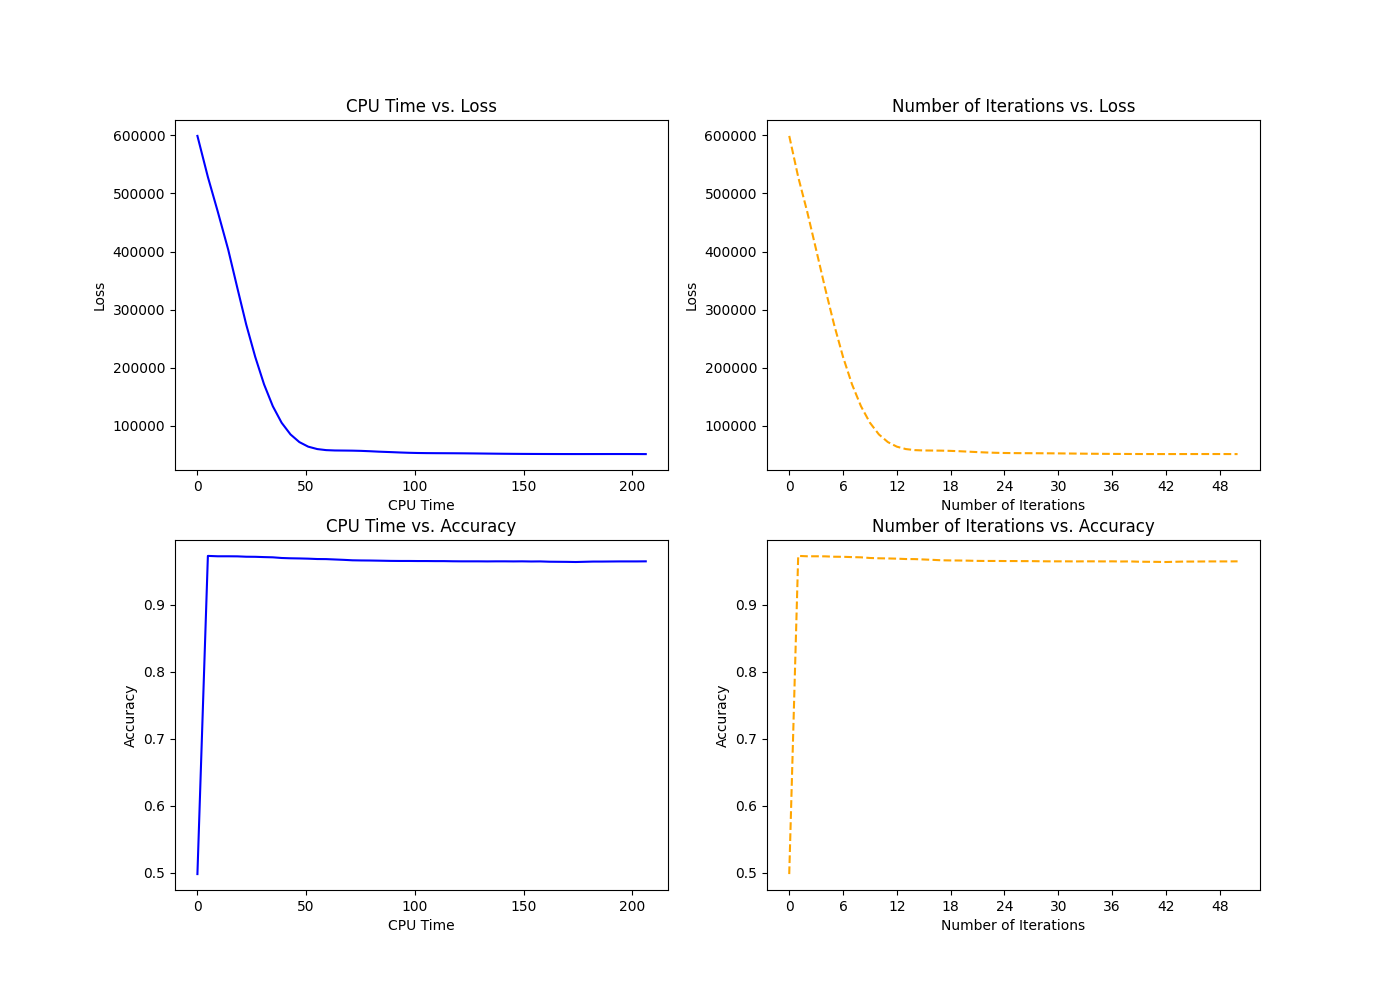 CPU Time vs. Loss
600000
500000
400000
300000
200000
100000
Loss
0 50 100 150 200
CPU Time
Number of Iterations vs. Loss
600000
500000
400000
300000
200000
100000
Loss
0 6 12 18 24 30 36 42 48
Number of Iterations
CPU Time vs. Accuracy
0.9
0.8
0.7
0.6
0.5
Accuracy
0 50 100 150 200
CPU Time
Number of Iterations vs. Accuracy
0.9
0.8
0.7
0.6
0.5
Accuracy
0 6 12 18 24 30 36 42 48
Number of Iterations